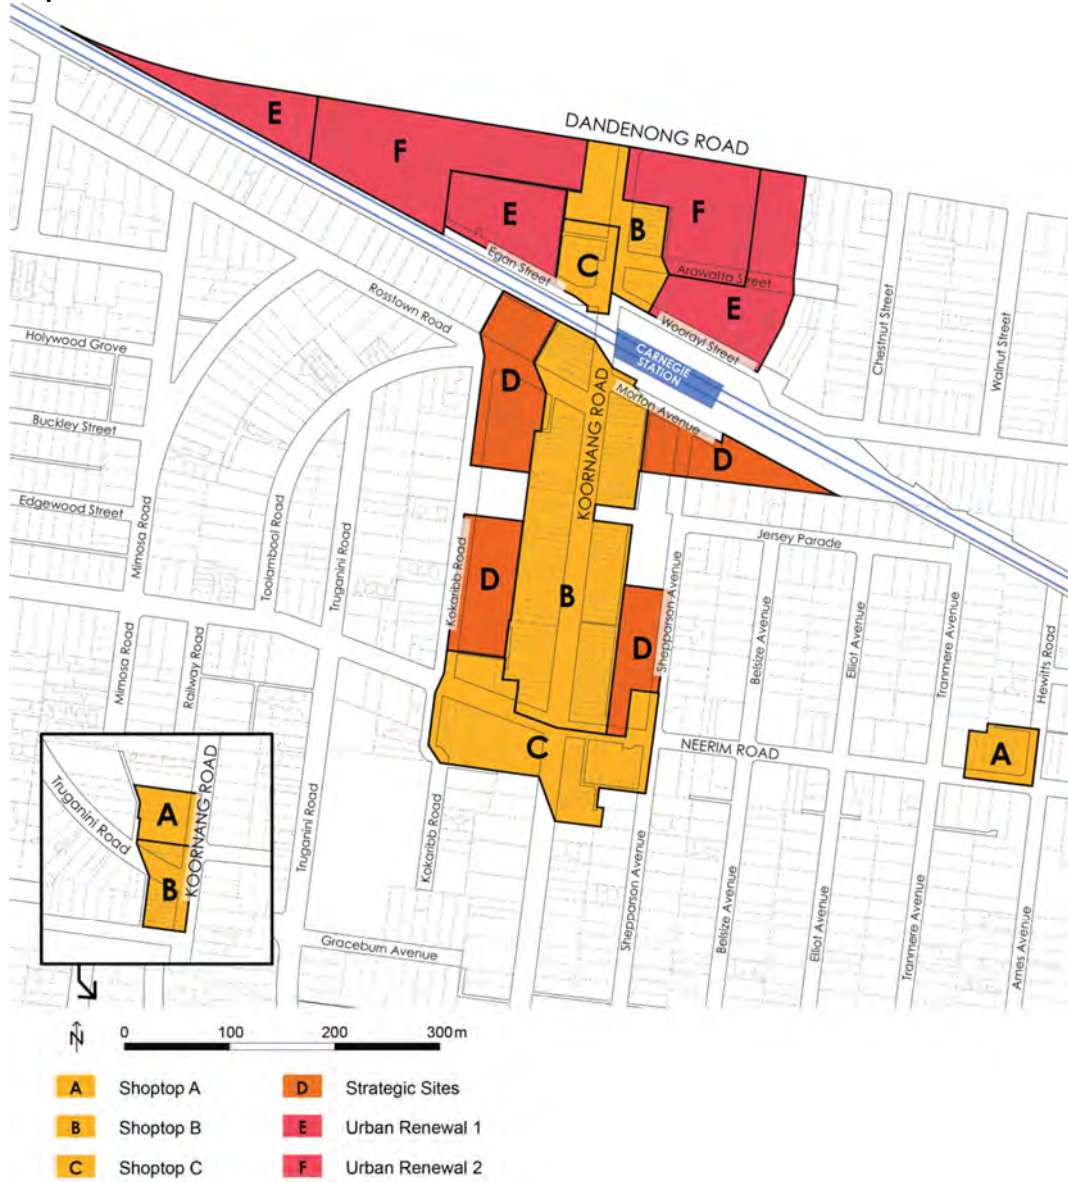 DANDENONG ROAD
E
F
E
F
B
C
Egan Street
Arawatta Street
E
Woorayl Street
CARNEGIE
STATION
Rosstown Road
Chestnut Street
Walnut Street
Holywood Grove
D
Morton Avenue
KOORNANG ROAD
Buckley Street
D
Edgewood Street
Mimosa Road
Toolambool Road
Truganini Road
Kokaribb Road
Jersey Parade
D
B
Shepparson Avenue
Belsize Avenue
Elliot Avenue
Tranmere Avenue
Hewitts Road
D
Mimosa Road
Railway Road
C
NEERIM ROAD
A
Truganini Road
KOORNANG ROAD
A
B
Truganini Road
Kokaribb Road
Shepparson Avenue
Belsize Avenue
Elliot Avenue
Tranmere Avenue
Ames Avenue
Graceburn Avenue
N
0 100 200 300m
A Shoptop A
B Shoptop B
C Shoptop C
D Strategic Sites
E Urban Renewal 1
F Urban Renewal 2